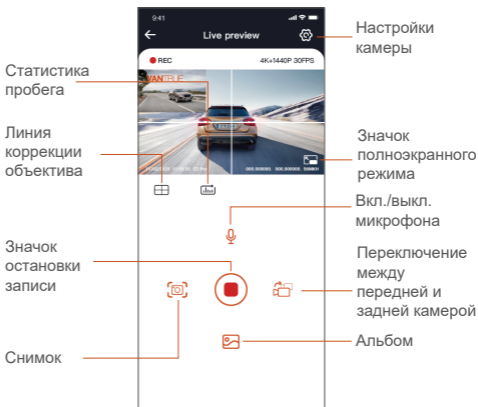 9:41
Live preview
REC
4K+1440P 30FPS
VANTRUE
Настройки
камеры
Статистика
пробега
Линия
коррекции
объектива
Значок
полноэкранного
режима
Вкл./выкл.
микрофона
Значок
остановки
записи
Переключение
между
передней и
задней камерой
Снимок
Альбом